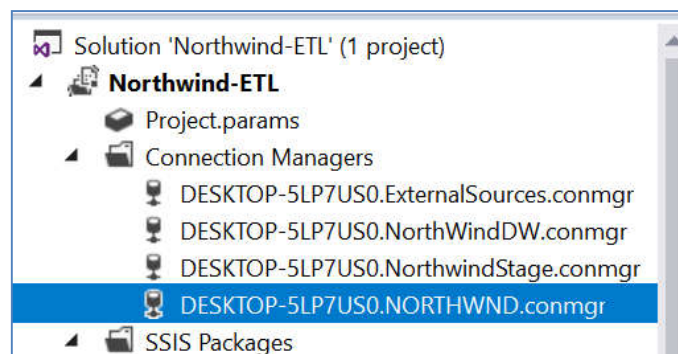 Solution 'Northwind-ETL' (1 project)
Northwind-ETL
Project.params
Connection Managers
DESKTOP-5LP7US0.ExternalSources.conmgr
DESKTOP-5LP7US0.NorthWindDW.conmgr
DESKTOP-5LP7US0.NorthwindStage.conmgr
DESKTOP-5LP7US0.NORTHWND.conmgr
SSIS Packages